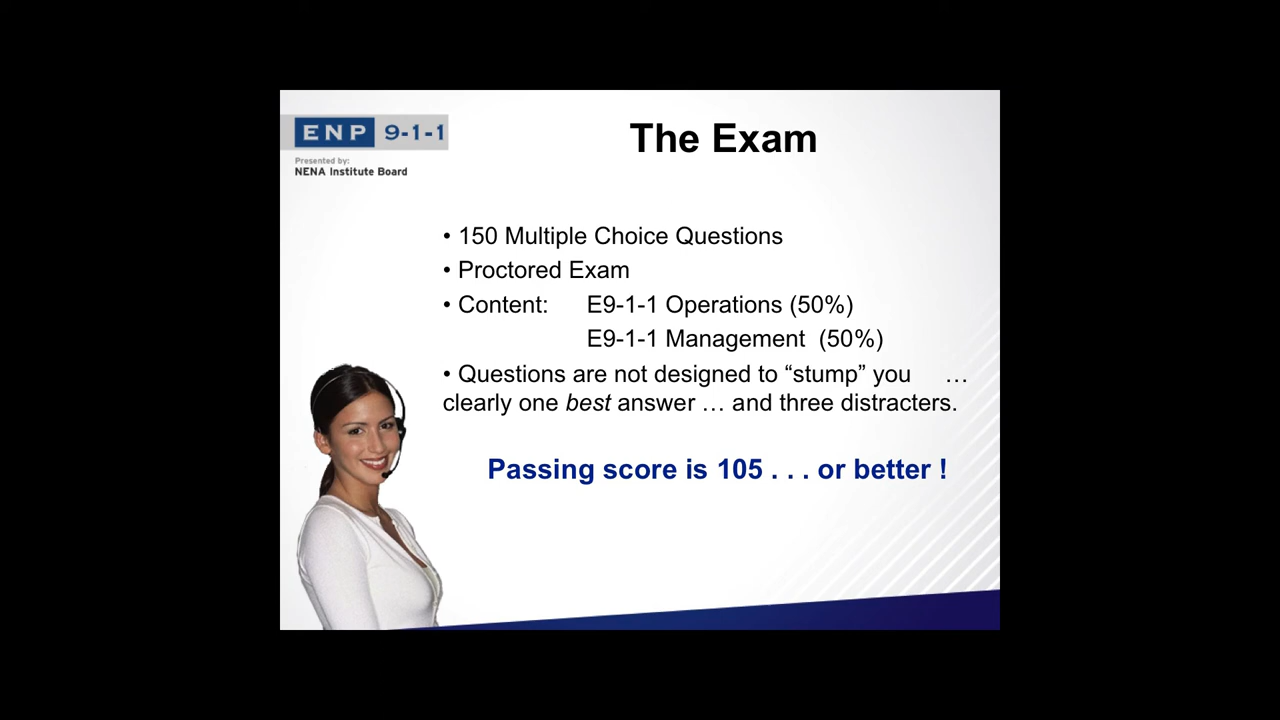 ENP 9-1-1
Presented by:
NENA Institute Board
The Exam
• 150 Multiple Choice Questions
• Proctored Exam
• Content: E9-1-1 Operations (50%)
E9-1-1 Management (50%)
• Questions are not designed to “stump” you …
clearly one best answer … and three distracters.
Passing score is 105 . . . or better !